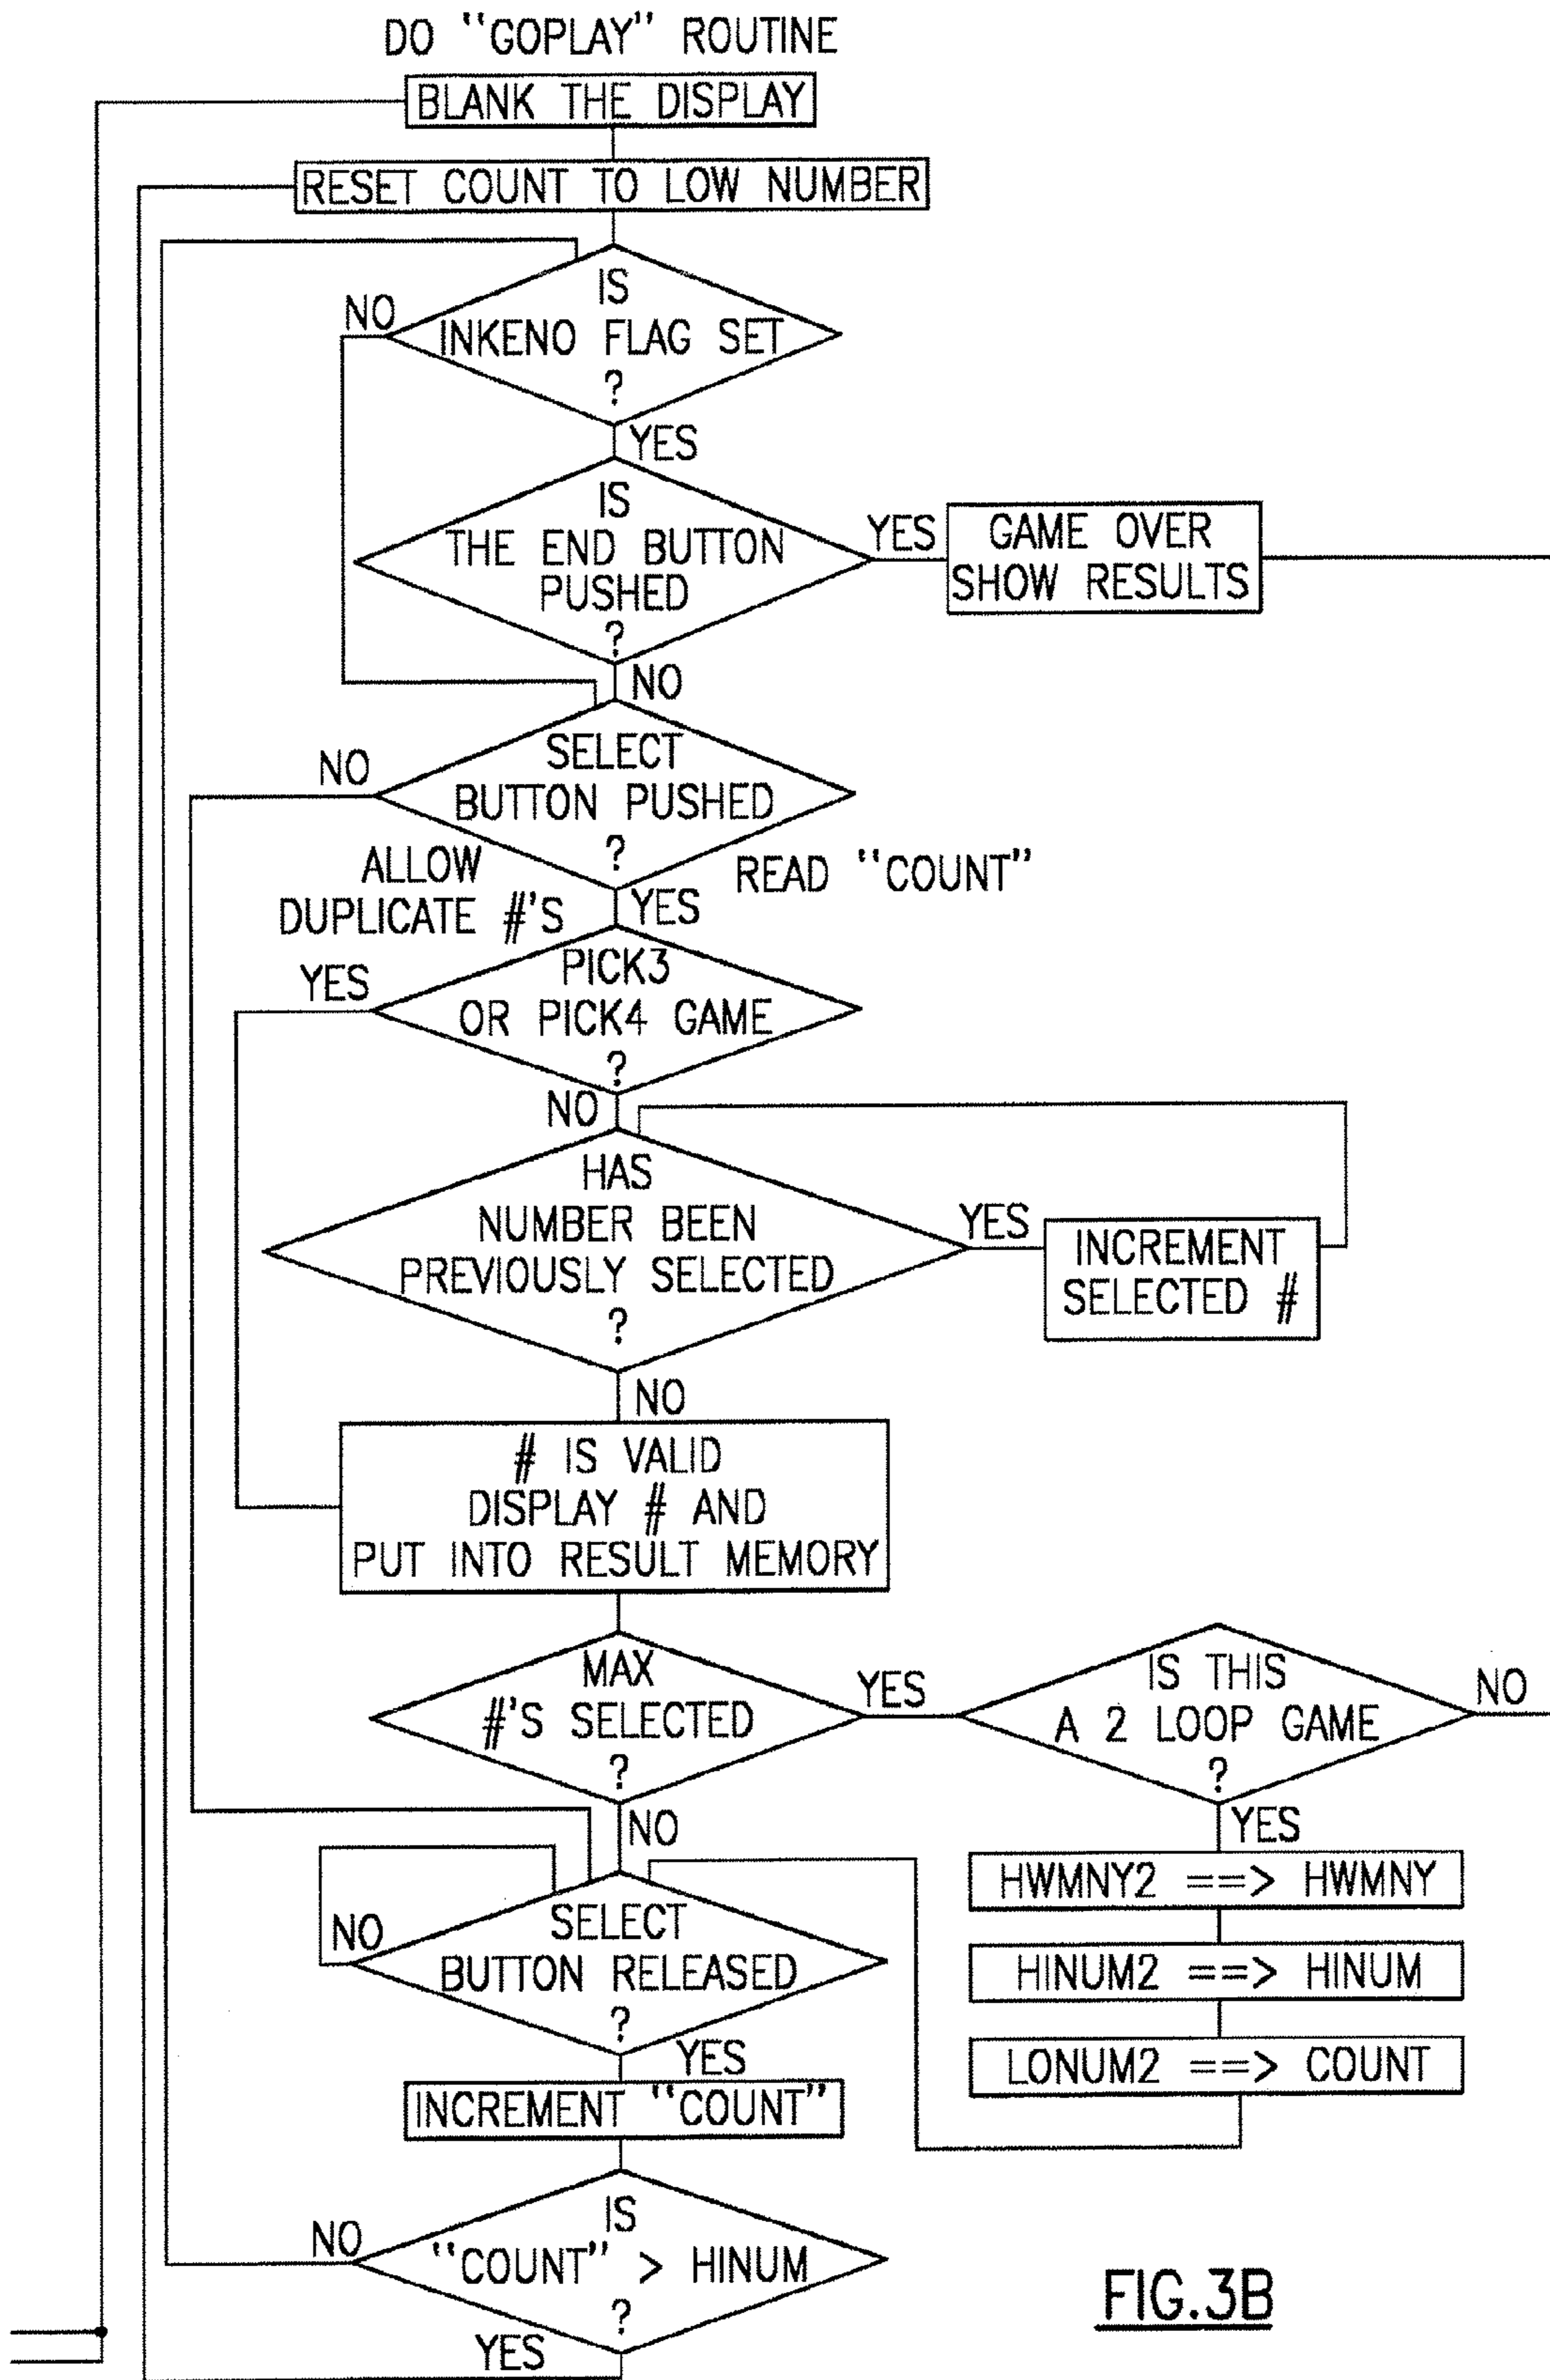 DO "GOPLAY" ROUTINE
BLANK THE DISPLAY
RESET COUNT TO LOW NUMBER
IS
INKENO FLAG SET
?
NO
YES
IS
THE END BUTTON
PUSHED
?
YES
GAME OVER
SHOW RESULTS
NO
SELECT
BUTTON PUSHED
?
NO
ALLOW
DUPLICATE #'S
READ "COUNT"
YES
PICK3
OR PICK4 GAME
?
YES
NO
HAS
NUMBER BEEN
PREVIOUSLY SELECTED
?
YES
INCREMENT
SELECTED #
NO
# IS VALID
DISPLAY # AND
PUT INTO RESULT MEMORY
MAX
#'S SELECTED
?
YES
IS THIS
A 2 LOOP GAME
?
NO
NO
YES
HWMNY2 ==> HWMNY
HINUM2 ==> HINUM
LONUM2 ==> COUNT
SELECT
BUTTON RELEASED
?
NO
YES
INCREMENT "COUNT"
IS
"COUNT" > HINUM
?
NO
YES
FIG.3B